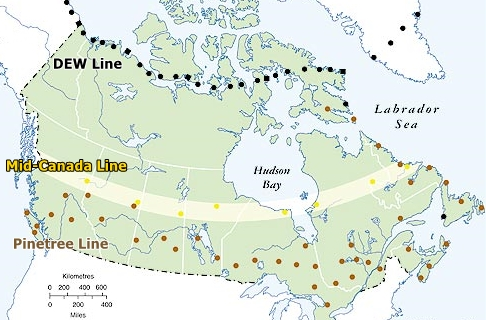 DEW Line
Labrador
Sea
Mid-Canada Line
Hudson
Bay
Pinetree Line
Kilometres
0 200 400 600
0 200 400
Miles